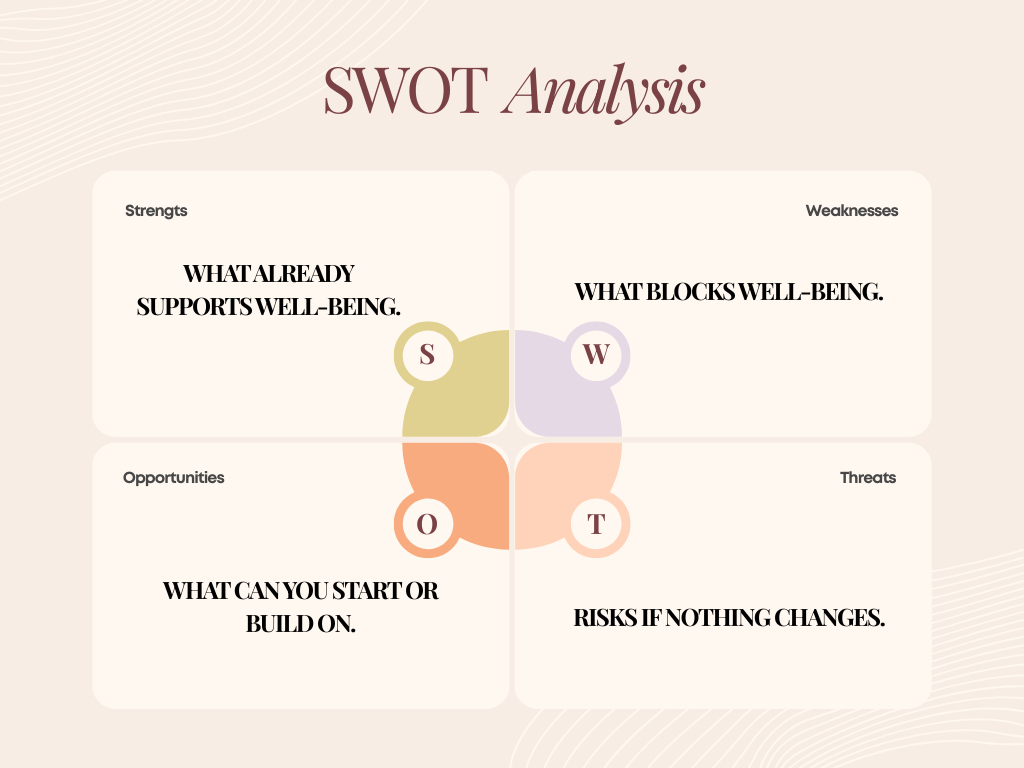 SWOT Analysis
Strengts
WHAT ALREADY
SUPPORTS WELL-BEING.
S
Weaknesses
WHAT BLOCKS WELL-BEING.
W
Opportunities
O
WHAT CAN YOU START OR
BUILD ON.
Threats
T
RISKS IF NOTHING CHANGES.